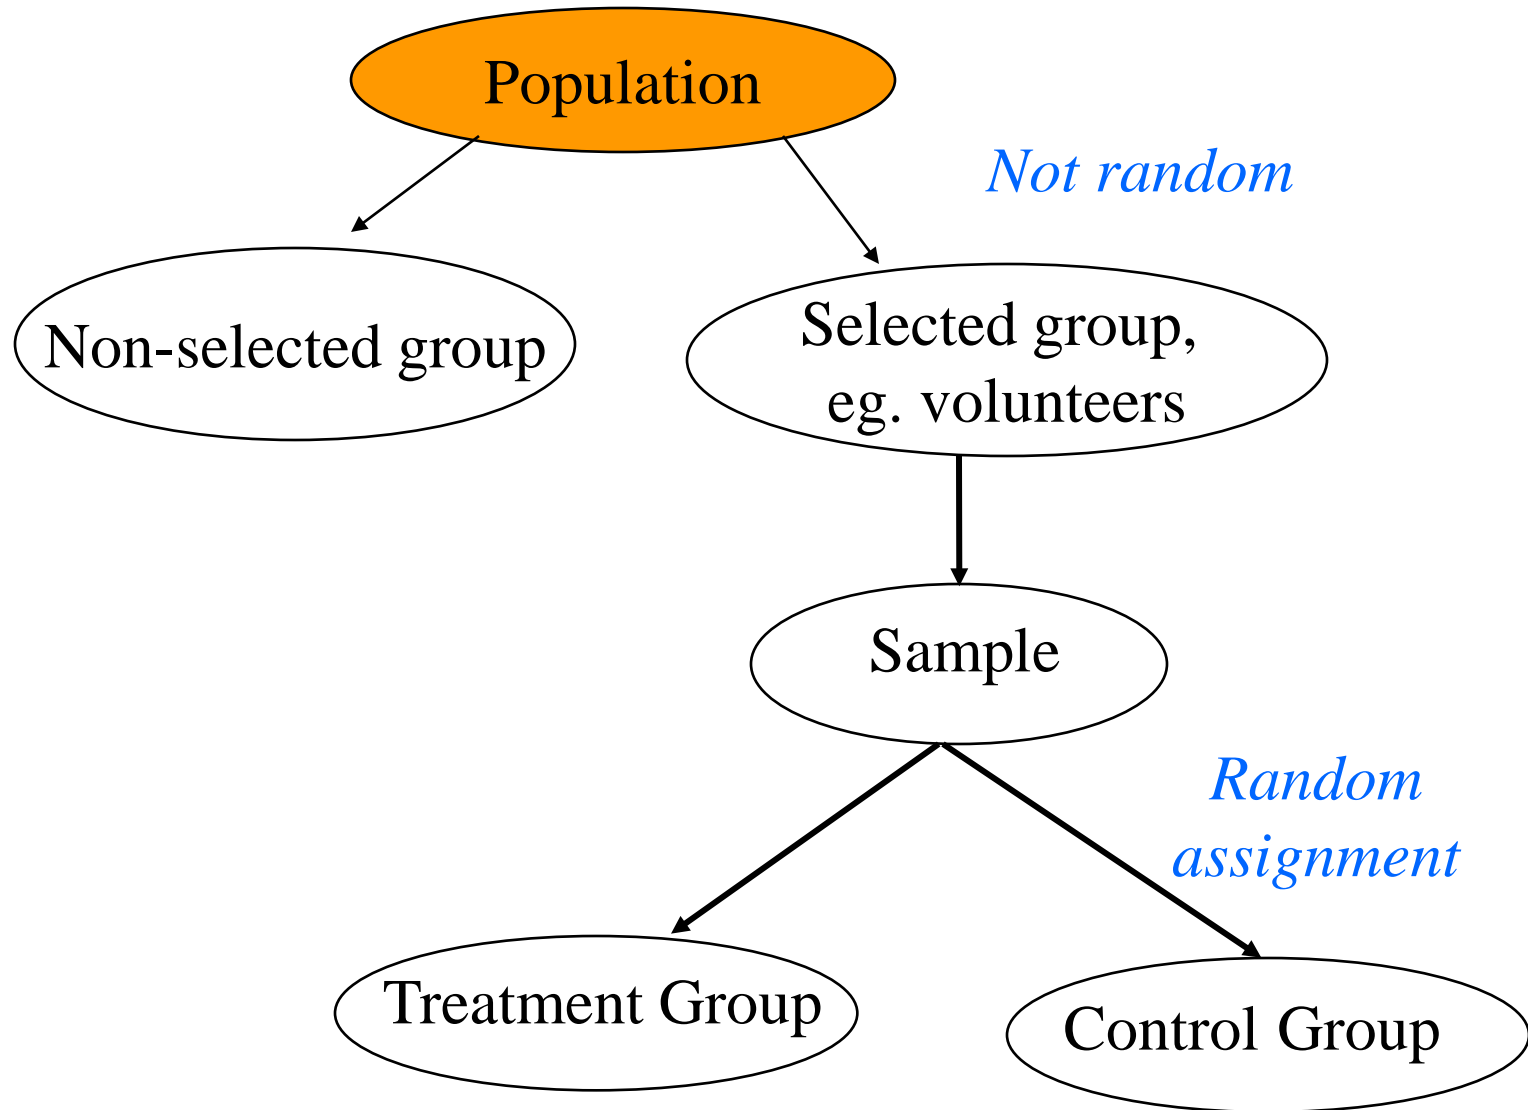 Population
Not random
Non-selected group
Selected group,
eg. volunteers
Sample
Random
assignment
Treatment Group
Control Group